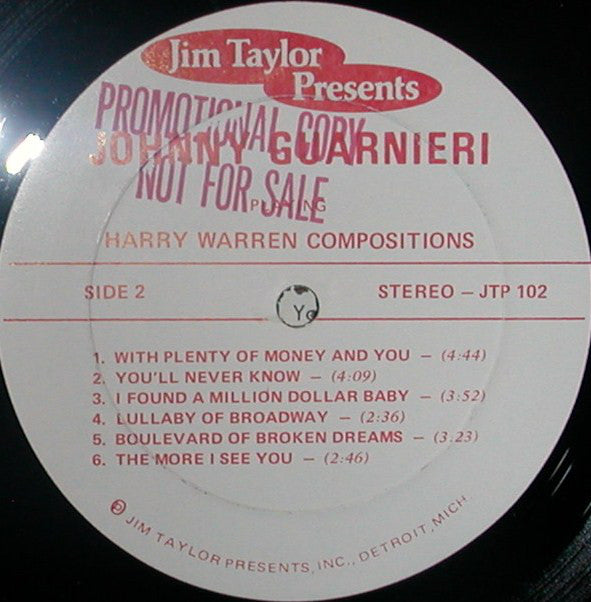 Jim Taylor
Presents
PROMOTIONAL COPY
NOT FOR SALE
JOHNNY GUARNIERI
PLAYING
HARRY WARREN COMPOSITIONS
SIDE 2
STEREO — JTP 102
1. WITH PLENTY OF MONEY AND YOU — (4:44)
2. YOU'LL NEVER KNOW — (4:09)
3. I FOUND A MILLION DOLLAR BABY — (3:52)
4. LULLABY OF BROADWAY — (2:36)
5. BOULEVARD OF BROKEN DREAMS — (3:23)
6. THE MORE I SEE YOU — (2:46)
℗ JIM TAYLOR PRESENTS, INC., DETROIT, MICH